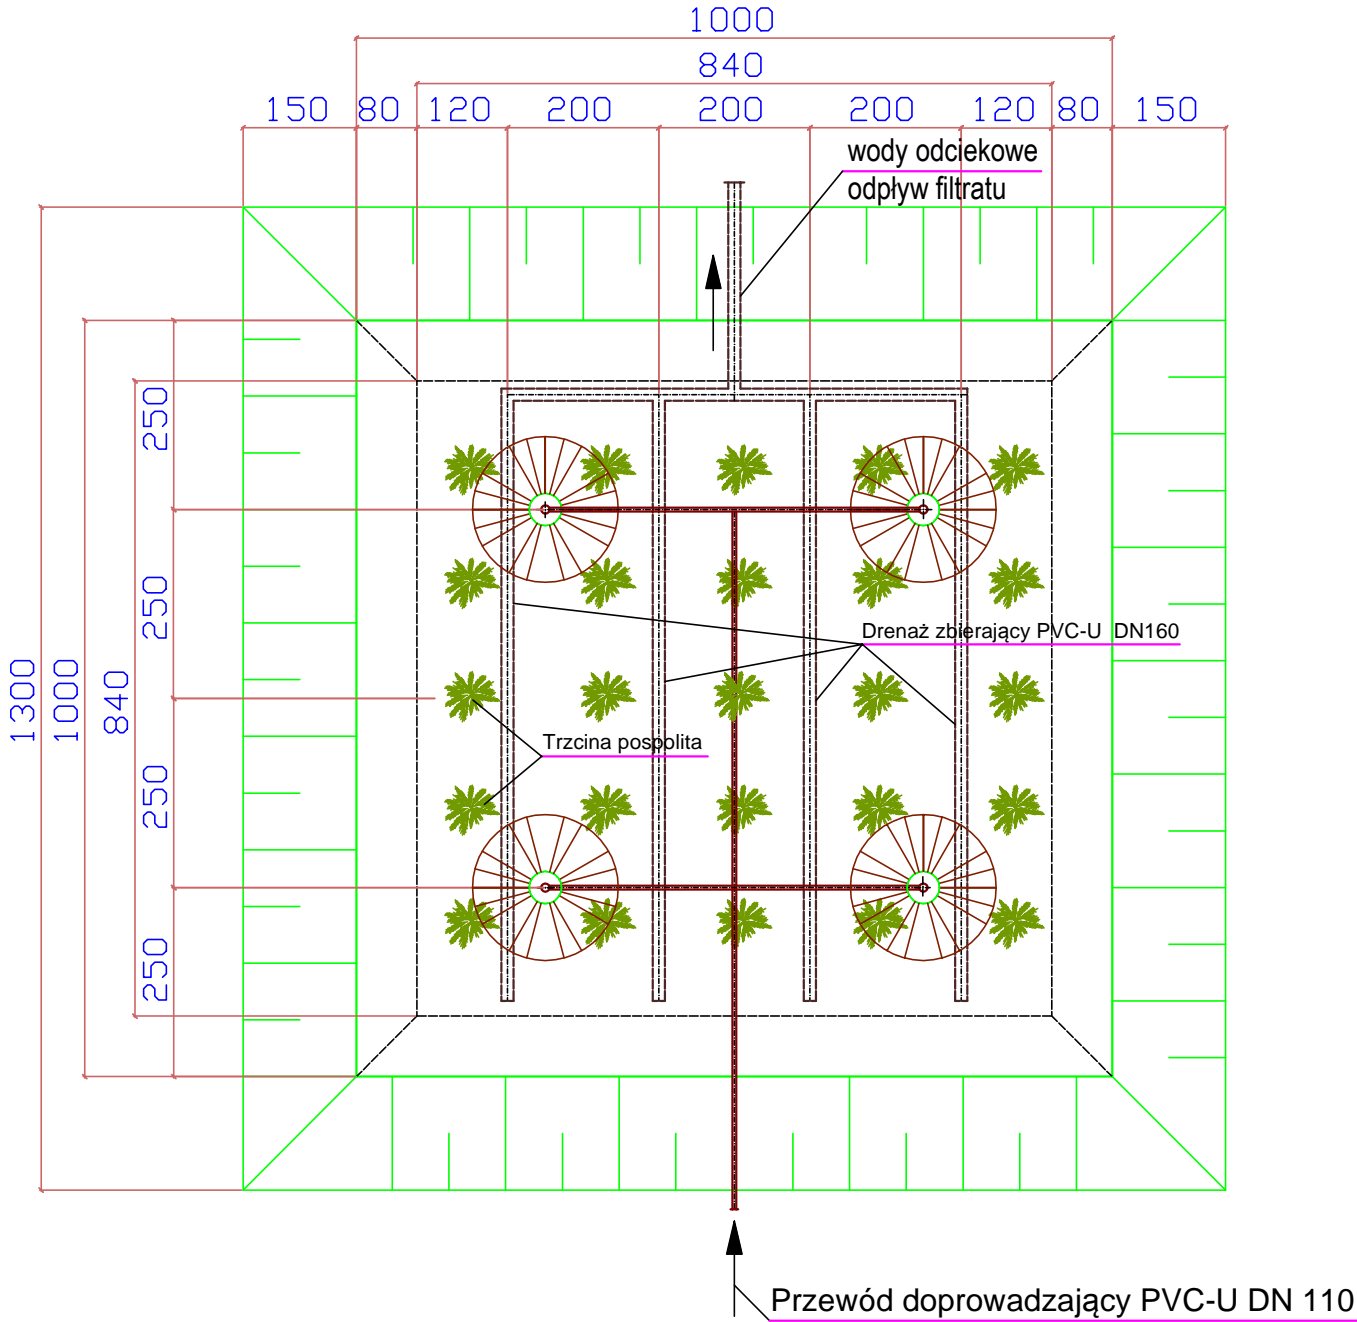 1000
840
150 80 120 200 200 200 120 80 150
wody odciekowe
odpływ filtratu
250
250
Drenaż zbierający PVC-U DN160
1300
1000
840
Trzcina pospolita
250
250
Przewód doprowadzający PVC-U DN 110